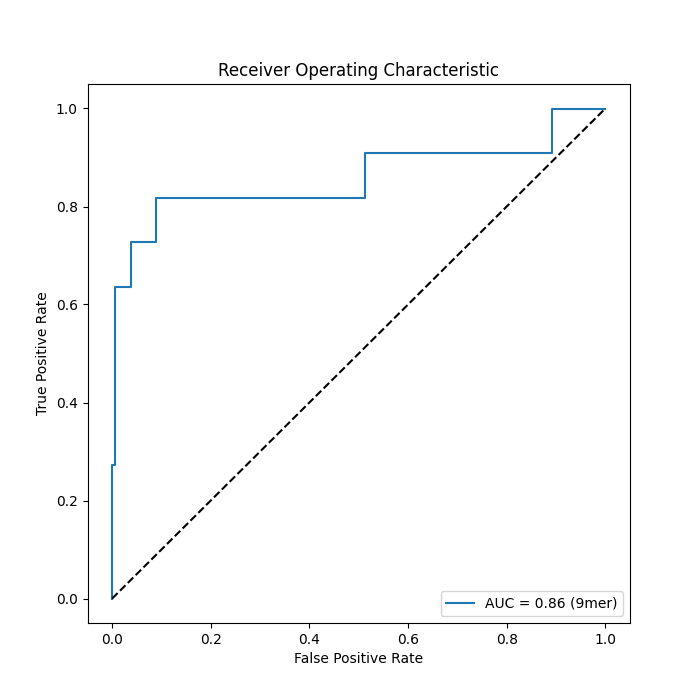 Receiver Operating Characteristic
1.0
0.8
0.6
0.4
0.2
0.0
True Positive Rate
AUC = 0.86 (9mer)
0.0 0.2 0.4 0.6 0.8 1.0
False Positive Rate